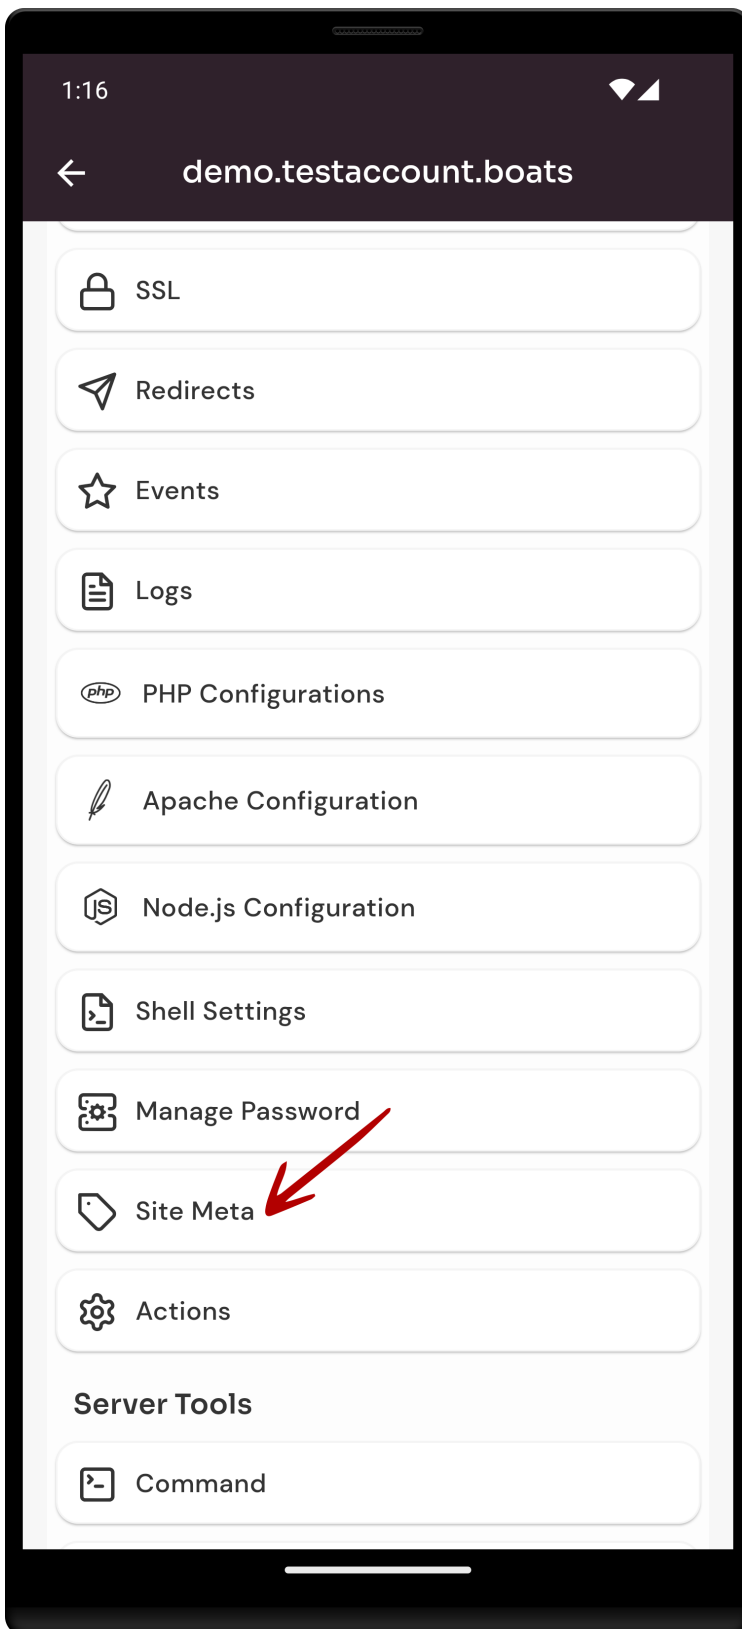 1:16
demo.testaccount.boats
SSL
Redirects
Events
Logs
php PHP Configurations
Apache Configuration
JS Node.js Configuration
Shell Settings
Manage Password
Site Meta
Actions
Server Tools
Command